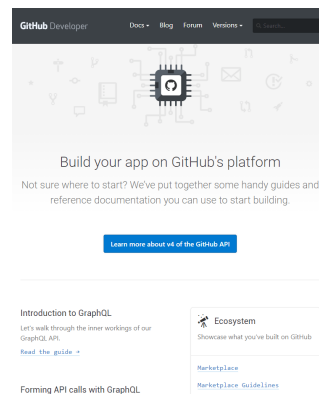 GitHub Developer
Docs Blog Forum Versions Search...
Build your app on GitHub's platform
Not sure where to start? We've put together some handy guides and
reference documentation you can use to start building.
Learn more about v4 of the GitHub API
Introduction to GraphQL
Let's walk through the inner workings of our
GraphQL API.
Read the guide →
Forming API calls with GraphQL
Ecosystem
Showcase what you've built on GitHub
Marketplace
Marketplace Guidelines